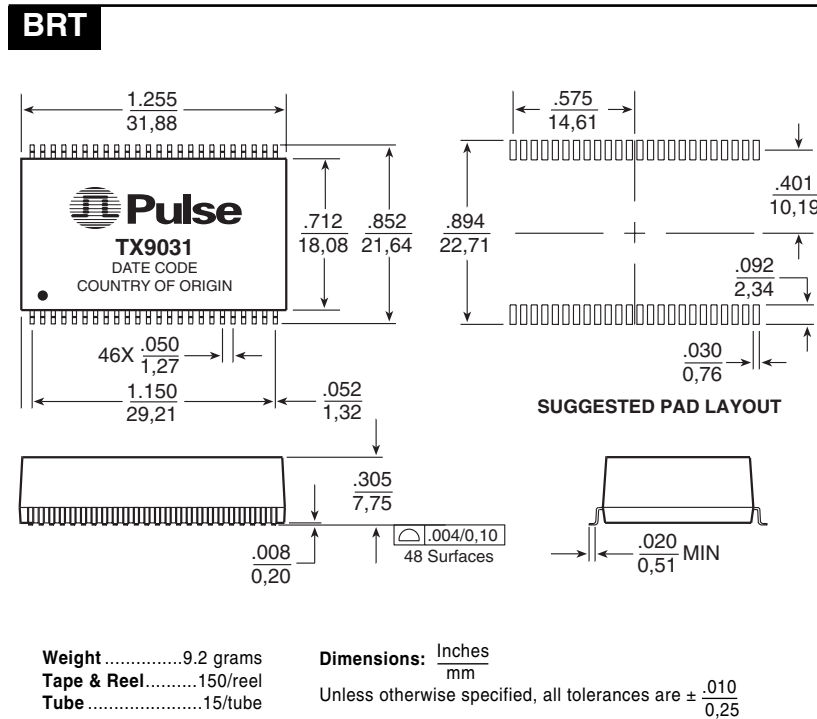 BRT
1.255
31,88
.575
14,61
.401
10,19
Pulse
TX9031
DATE CODE
COUNTRY OF ORIGIN
.712
18,08
.852
21,64
.894
22,71
.092
2,34
46X .050
1,27
.030
0,76
1.150
29,21
.052
1,32
SUGGESTED PAD LAYOUT
.305
7,75
.008
0,20
.004/0,10
48 Surfaces
.020
0,51
MIN
Weight ...............9.2 grams
Tape & Reel..........150/reel
Tube ......................15/tube
Dimensions: Inches
mm
Unless otherwise specified, all tolerances are ± .010
0,25